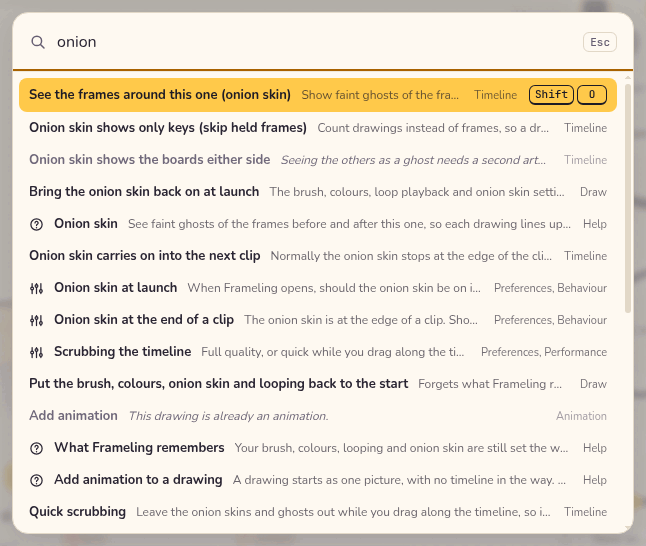 onion Esc
See the frames around this one (onion skin) Show faint ghosts of the fra... Timeline Shift O
Onion skin shows only keys (skip held frames) Count drawings instead of frames, so a dr... Timeline
Onion skin shows the boards either side Seeing the others as a ghost needs a second art... Timeline
Bring the onion skin back on at launch The brush, colours, loop playback and onion skin setti... Draw
Onion skin See faint ghosts of the frames before and after this one, so each drawing lines up... Help
Onion skin carries on into the next clip Normally the onion skin stops at the edge of the cli... Timeline
Onion skin at launch When Frameling opens, should the onion skin be on i... Preferences, Behaviour
Onion skin at the end of a clip The onion skin is at the edge of a clip. Sho... Preferences, Behaviour
Scrubbing the timeline Full quality, or quick while you drag along the ti... Preferences, Performance
Put the brush, colours, onion skin and looping back to the start Forgets what Frameling r... Draw
Add animation This drawing is already an animation. Animation
What Frameling remembers Your brush, colours, looping and onion skin are still set the w... Help
Add animation to a drawing A drawing starts as one picture, with no timeline in the way. ... Help
Quick scrubbing Leave the onion skins and ghosts out while you drag along the timeline, so i... Timeline